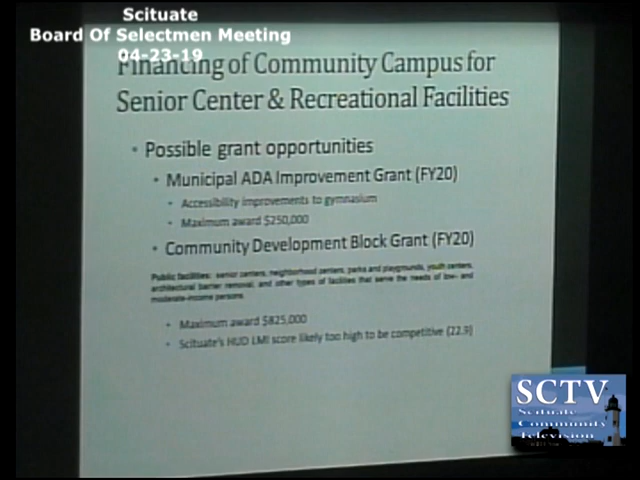 Scituate
Board Of Selectmen Meeting
04-23-19
Financing of Community Campus for
Senior Center & Recreational Facilities
• Possible grant opportunities
• Municipal ADA Improvement Grant (FY20)
• Accessibility improvements to gymnasium
• Maximum award $250,000
• Community Development Block Grant (FY20)
Public facilities: senior centers, neighborhood centers, parks and playgrounds, youth centers,
architectural barrier removal, and other types of facilities that serve the needs of low- and
moderate-income persons
• Maximum award $825,000
• Scituate's HUD LMI score likely too high to be competitive (22.9)
SCTV
Scituate
Community
Television